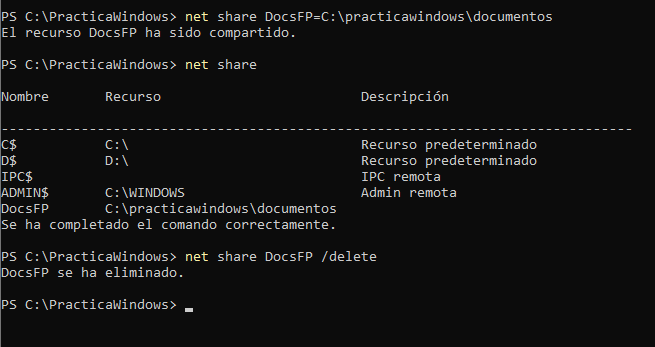 PS C:\PracticaWindows> net share DocsFP=C:\practicawindows\documentos
El recurso DocsFP ha sido compartido.
PS C:\PracticaWindows> net share
Nombre       Recurso                         Descripción
-------------------------------------------------------------------------------
C$           C:\                             Recurso predeterminado
D$           D:\                             Recurso predeterminado
IPC$                                         IPC remota
ADMIN$       C:\WINDOWS                      Admin remota
DocsFP       C:\practicawindows\documentos
Se ha completado el comando correctamente.
PS C:\PracticaWindows> net share DocsFP /delete
DocsFP se ha eliminado.
PS C:\PracticaWindows>